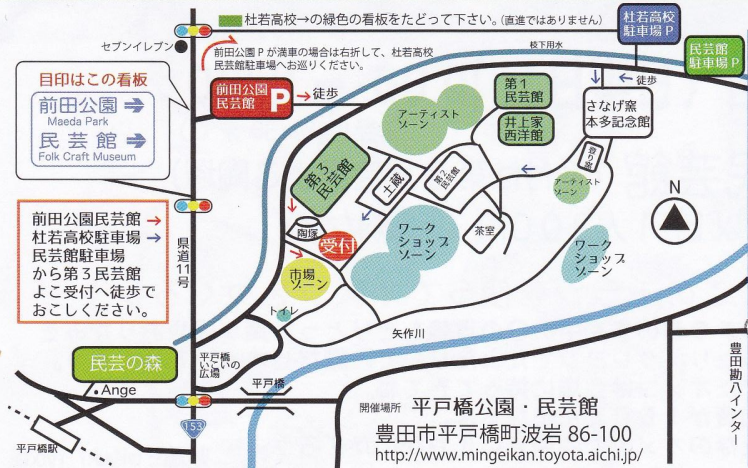 杜若高校→の緑色の看板をたどって下さい。(直進ではありません)
杜若高校
駐車場 P
民芸館
駐車場 P
セブンイレブン
前田公園 P が満車の場合は右折して、杜若高校
民芸館駐車場へお巡りください。
枝下用水
目印はこの看板
前田公園
Maeda Park
民芸館
Folk Craft Museum
前田公園
民芸館
P
→徒歩
アーティスト
ゾーン
第1
民芸館
井上家
西洋館
←徒歩
さなげ窯
本多記念館
登り窯
アーティスト
ゾーン
第3
民芸館
土蔵
第2
民芸館
茶室
N
陶塚
受付
ワーク
ショップ
ゾーン
ワーク
ショップ
ゾーン
市場
ゾーン
トイレ
前田公園民芸館 →
杜若高校駐車場 →
民芸館駐車場
から第3民芸館
よこ受付へ徒歩で
おこしください。
県道11号
矢作川
平戸橋
いこいの
広場
民芸の森
Ange
平戸橋
153
平戸橋駅
豊田勘八インター
開催場所 平戸橋公園・民芸館
豊田市平戸橋町波岩 86-100
http://www.mingeikan.toyota.aichi.jp/